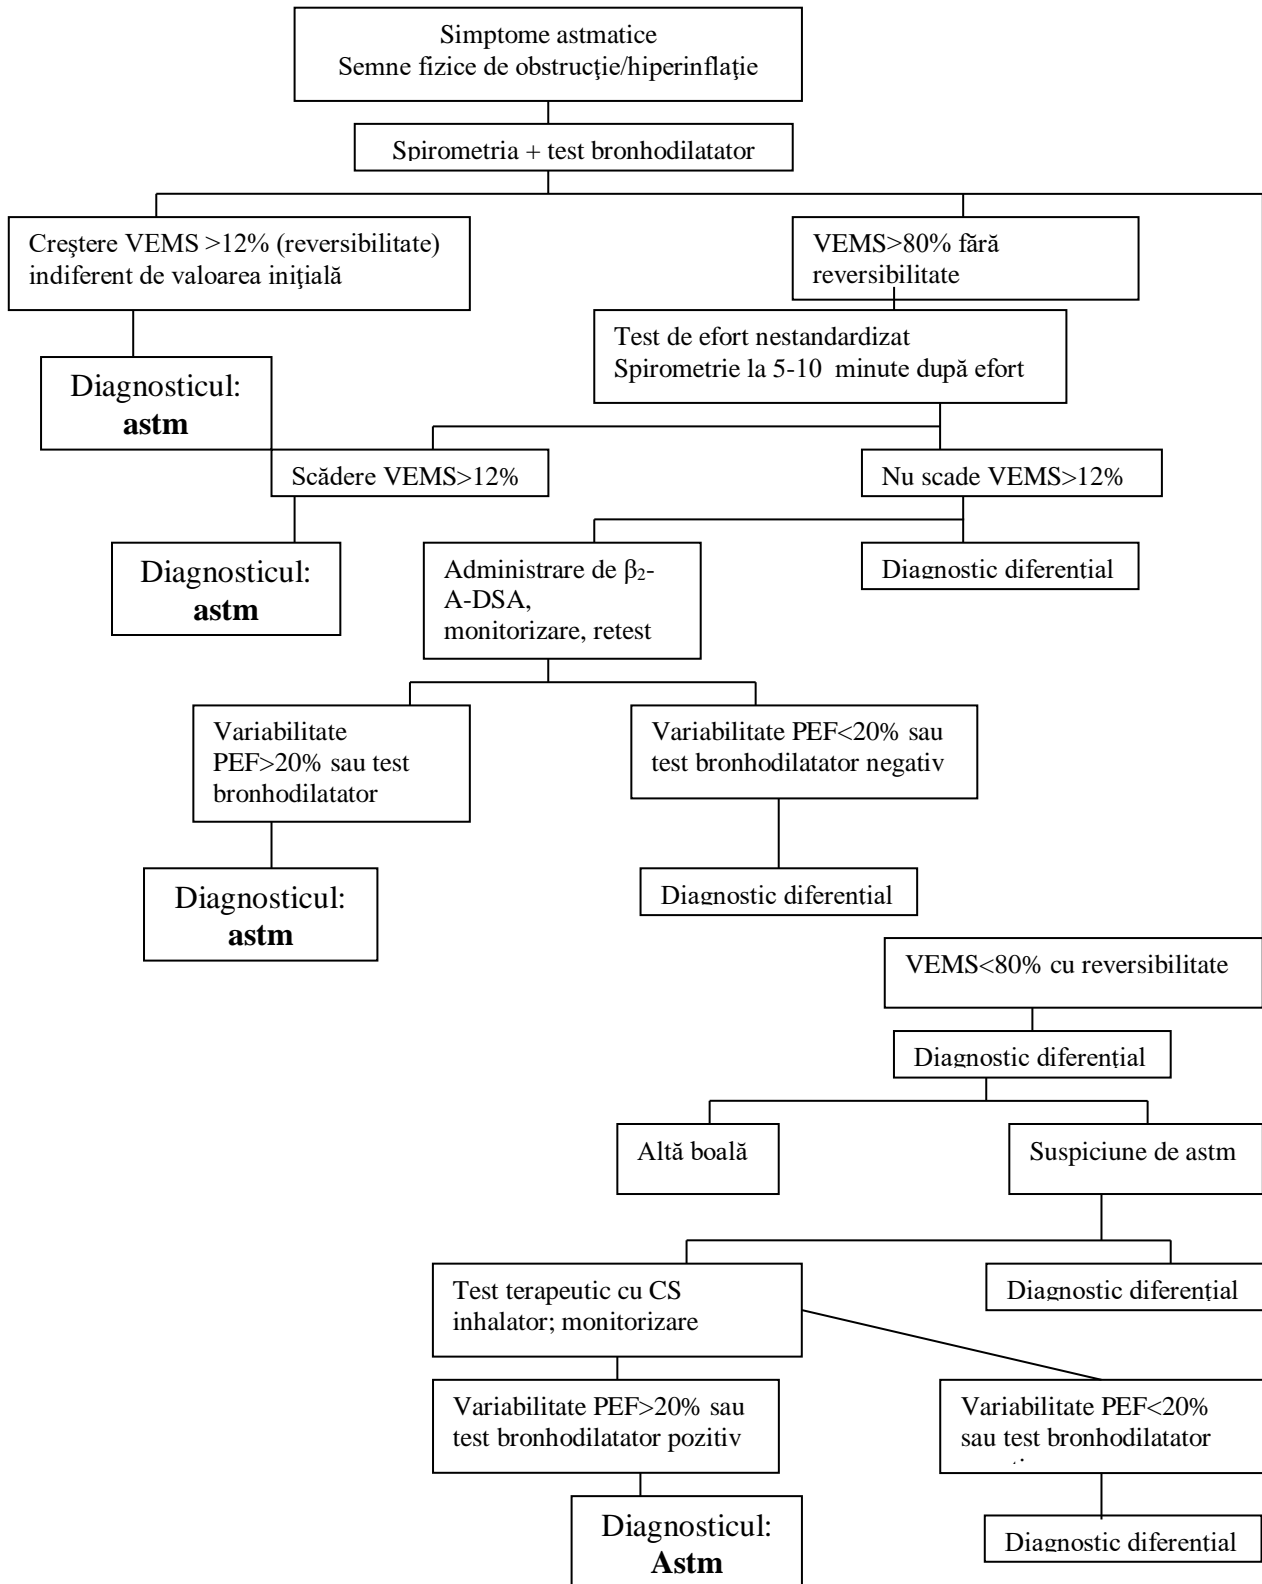 Simptome astmatice
Semne fizice de obstrucţie/hiperinflaţie
Spirometria + test bronhodilatator
Creştere VEMS >12% (reversibilitate)
indiferent de valoarea iniţială
VEMS>80% fără
reversibilitate
Test de efort nestandardizat
Spirometrie la 5-10 minute după efort
Diagnosticul:
astm
Scădere VEMS>12%
Nu scade VEMS>12%
Diagnosticul:
astm
Administrare de β₂-
A-DSA,
monitorizare, retest
Diagnostic diferenţial
Variabilitate
PEF>20% sau test
bronhodilatator
Variabilitate PEF<20% sau
test bronhodilatator negativ
Diagnosticul:
astm
Diagnostic diferenţial
VEMS<80% cu reversibilitate
Diagnostic diferenţial
Altă boală
Suspiciune de astm
Test terapeutic cu CS
inhalator; monitorizare
Diagnostic diferenţial
Variabilitate PEF>20% sau
test bronhodilatator pozitiv
Variabilitate PEF<20%
sau test bronhodilatator
Diagnosticul:
Astm
Diagnostic diferenţial